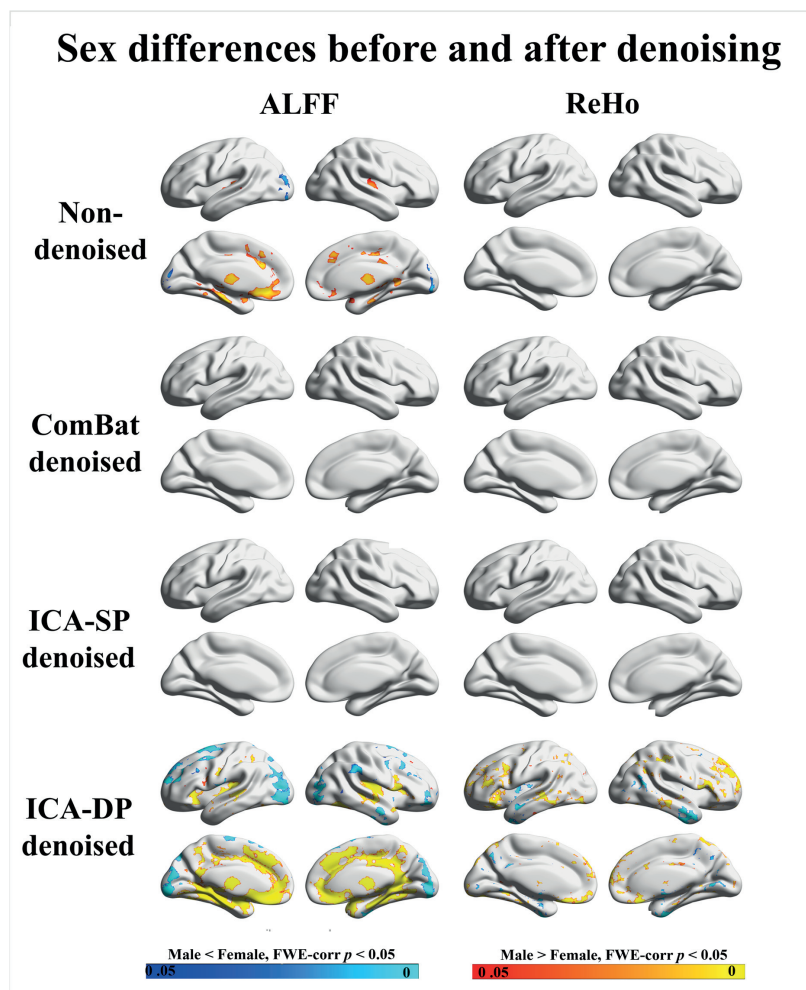 Sex differences before and after denoising
ALFF
ReHo
Non-
denoised
ComBat
denoised
ICA-SP
denoised
ICA-DP
denoised
Male < Female, FWE-corr p < 0.05
0 .05
0
Male > Female, FWE-corr p < 0.05
0.05
0